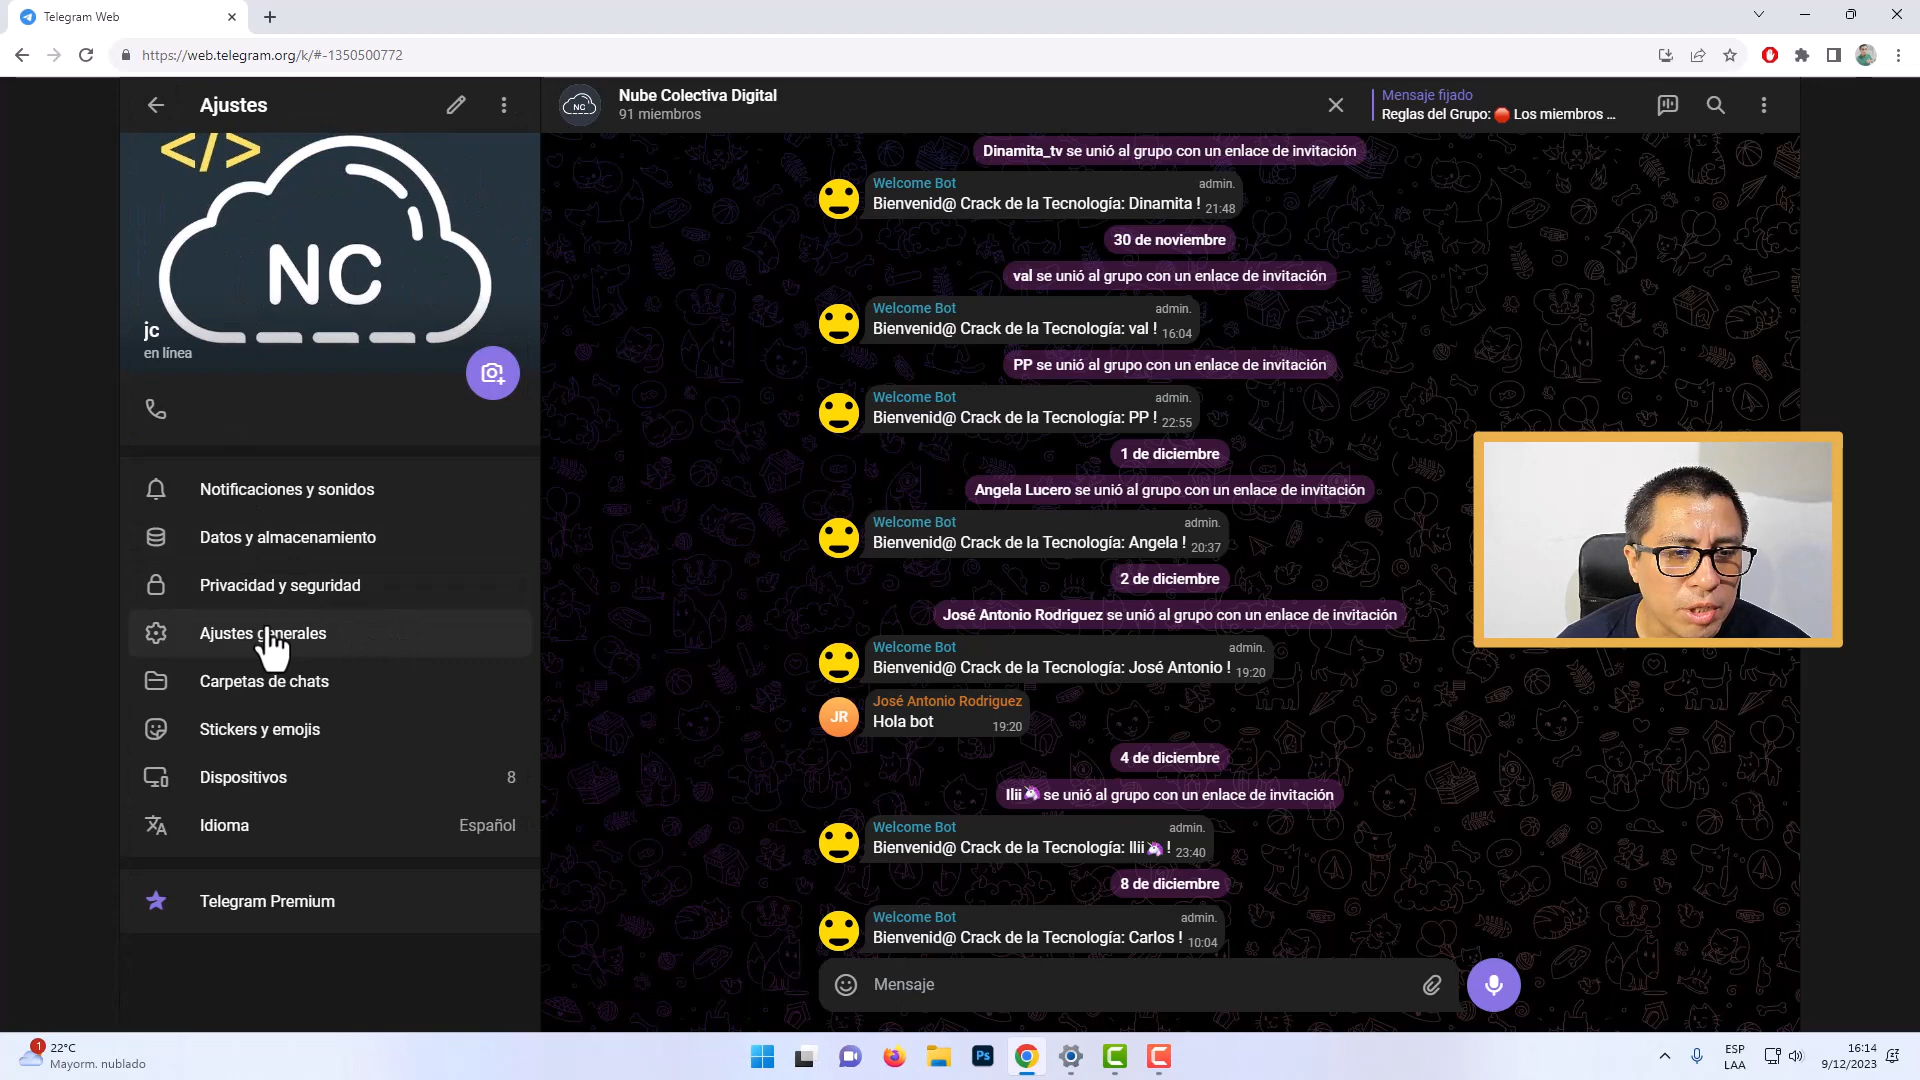 Telegram Web
https://web.telegram.org/k/#-1350500772
Ajustes
</>
NC
jc
en línea
Notificaciones y sonidos
Datos y almacenamiento
Privacidad y seguridad
Ajustes generales
Carpetas de chats
Stickers y emojis
Dispositivos 8
Idioma Español
Telegram Premium
NC
Nube Colectiva Digital
91 miembros
Mensaje fijado
Reglas del Grupo: 🛑 Los miembros ...
Dinamita_tv se unió al grupo con un enlace de invitación
Welcome Bot admin.
Bienvenid@ Crack de la Tecnología: Dinamita ! 21:48
30 de noviembre
val se unió al grupo con un enlace de invitación
Welcome Bot admin.
Bienvenid@ Crack de la Tecnología: val ! 16:04
PP se unió al grupo con un enlace de invitación
Welcome Bot admin.
Bienvenid@ Crack de la Tecnología: PP ! 22:55
1 de diciembre
Angela Lucero se unió al grupo con un enlace de invitación
Welcome Bot admin.
Bienvenid@ Crack de la Tecnología: Angela ! 20:37
2 de diciembre
José Antonio Rodriguez se unió al grupo con un enlace de invitación
Welcome Bot admin.
Bienvenid@ Crack de la Tecnología: José Antonio ! 19:20
JR
José Antonio Rodriguez
Hola bot 19:20
4 de diciembre
Ilii🦄 se unió al grupo con un enlace de invitación
Welcome Bot admin.
Bienvenid@ Crack de la Tecnología: Ilii🦄 ! 23:40
8 de diciembre
Welcome Bot admin.
Bienvenid@ Crack de la Tecnología: Carlos ! 10:04
Mensaje
1
22°C
Mayorm. nublado
Ps
ESP
LAA
16:14
9/12/2023